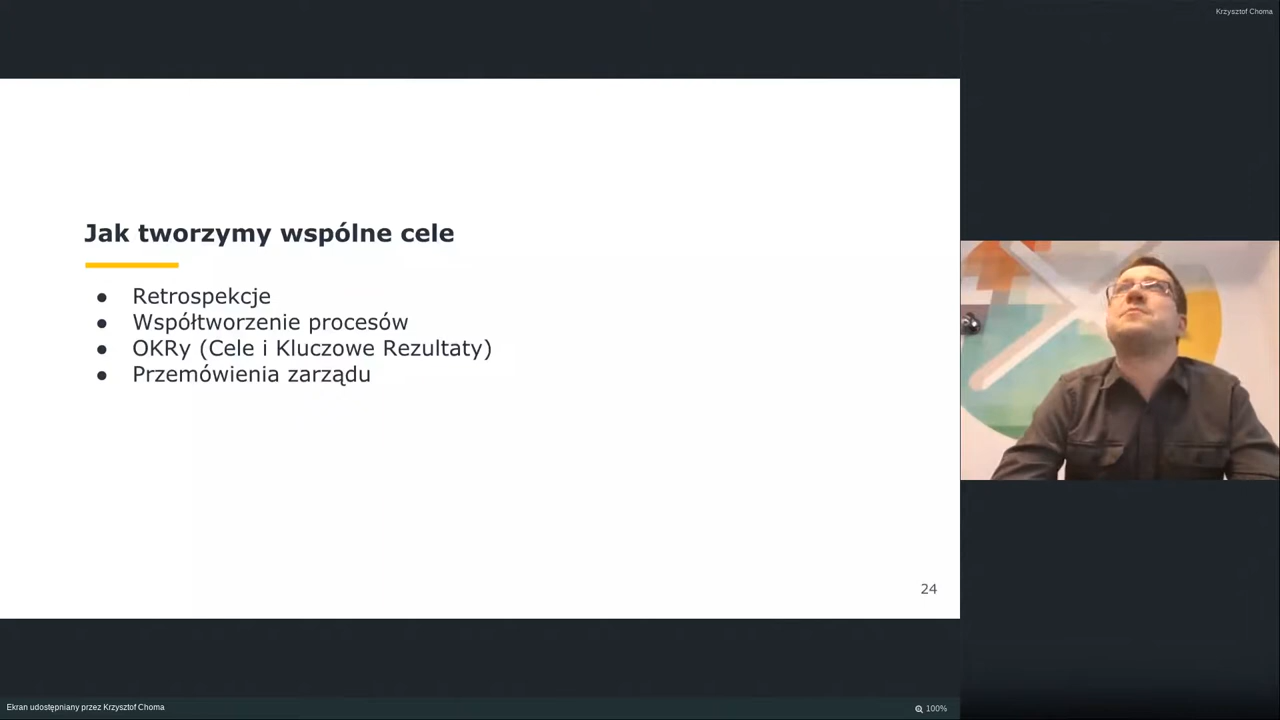 Krzysztof Choma
Jak tworzymy wspólne cele
● Retrospekcje
● Współtworzenie procesów
● OKRy (Cele i Kluczowe Rezultaty)
● Przemówienia zarządu
24
Ekran udostępniany przez Krzysztof Choma
100%